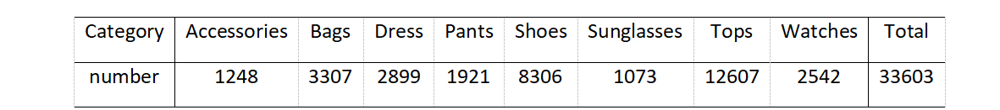 Category Accessories Bags Dress Pants Shoes Sunglasses Tops Watches Total
number 1248 3307 2899 1921 8306 1073 12607 2542 33603